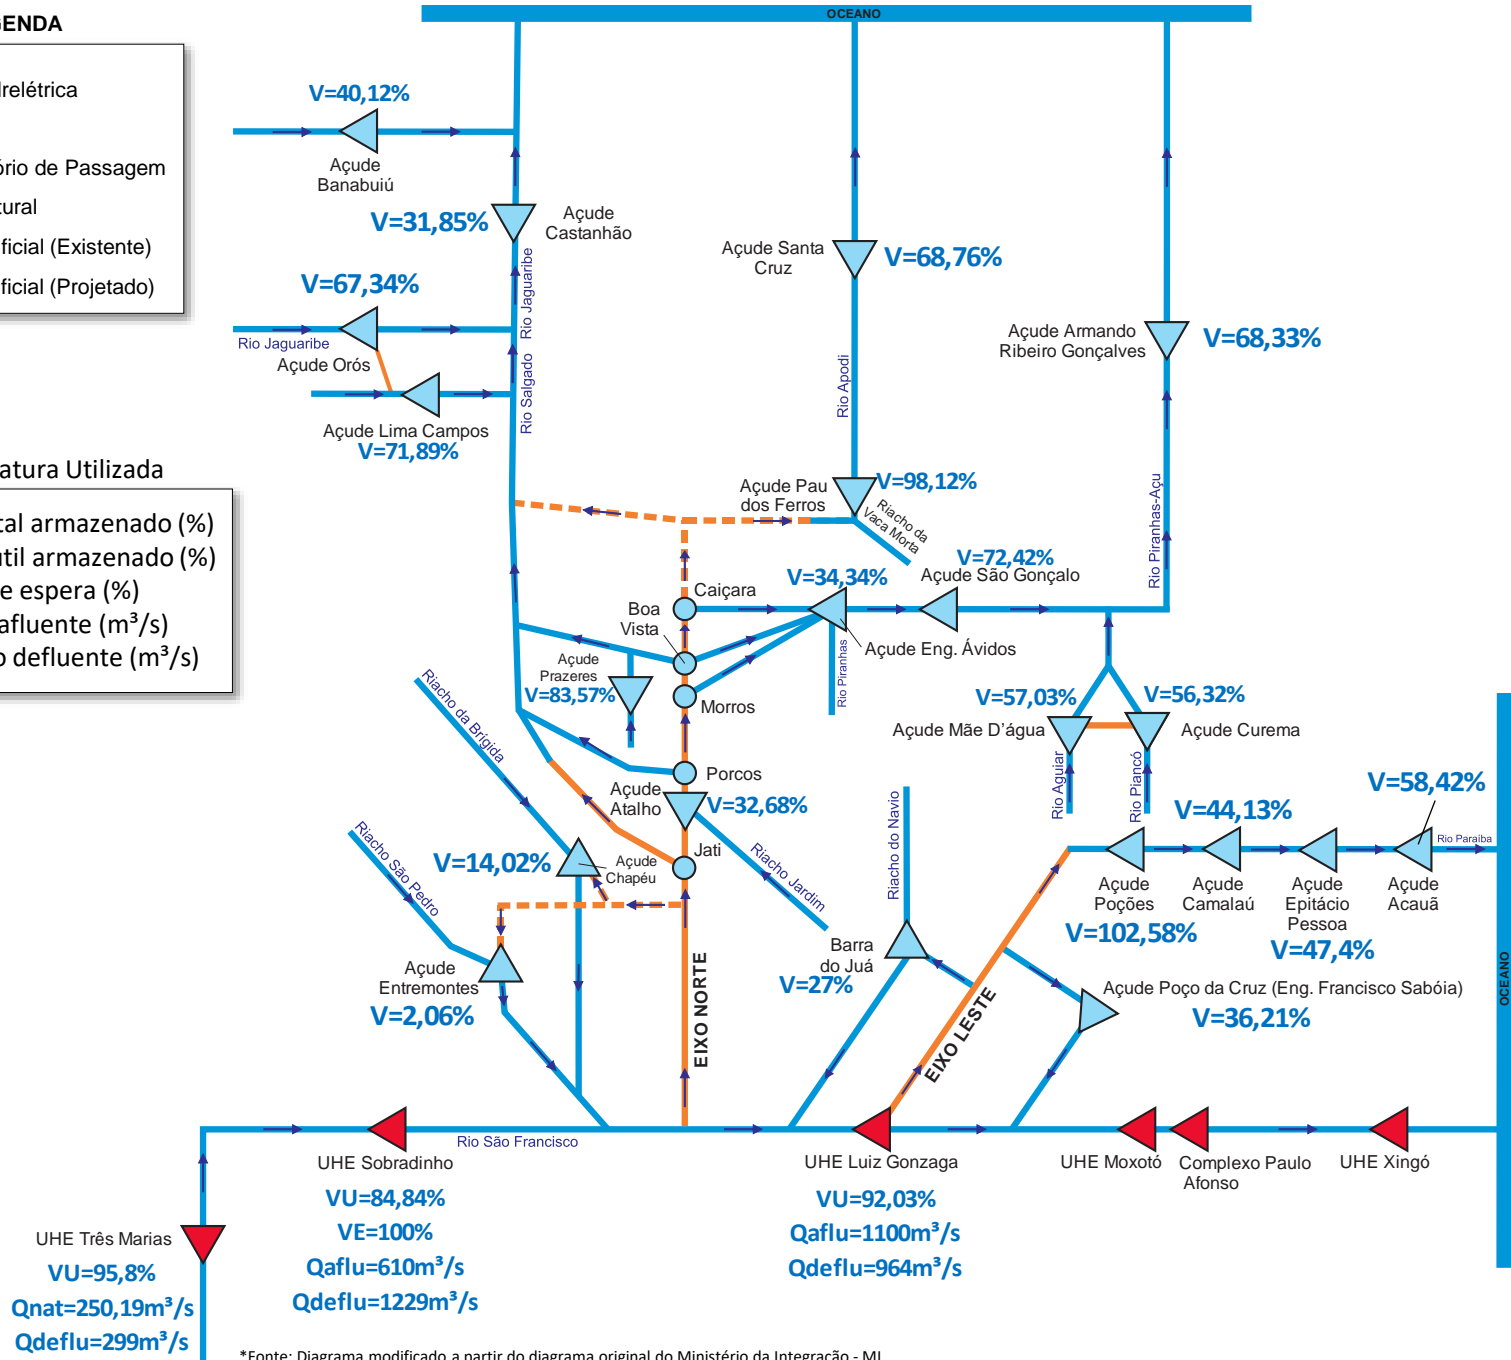 OCEANO
GENDA
drelétrica
ório de Passagem
tural
ficial (Existente)
ficial (Projetado)
V=40,12%
Açude
Banabuiú
V=31,85%
Açude
Castanhão
V=67,34%
Rio Jaguaribe
Açude Orós
Rio Jaguaribe
Rio Salgado
Açude Lima Campos
V=71,89%
Açude Santa
Cruz
V=68,76%
Rio Apodi
Açude Armando
Ribeiro Gonçalves
V=68,33%
Rio Piranhas-Açu
atura Utilizada
tal armazenado (%)
útil armazenado (%)
e espera (%)
afluente (m³/s)
o defluente (m³/s)
Açude Pau
dos Ferros
V=98,12%
Riacho da
Vaca Morta
V=72,42%
Açude São Gonçalo
V=34,34%
Açude Eng. Ávidos
Rio Piranhas
Caiçara
Boa
Vista
Açude
Prazeres
V=83,57%
Morros
Riacho da Brigida
Porcos
Açude
Atalho
V=32,68%
V=57,03%
Açude Mãe D'água
V=56,32%
Açude Curema
Rio Aguiar
Rio Piancó
V=58,42%
V=44,13%
Rio Paraiba
Riacho São Pedro
V=14,02%
Açude
Chapéu
Jati
Riacho Jardim
Riacho do Navio
Açude
Poções
V=102,58%
Açude
Camalaú
Açude
Epitácio
Pessoa
V=47,4%
Açude
Acauã
Açude
Entremontes
V=2,06%
EIXO NORTE
Barra
do Juá
V=27%
EIXO LESTE
Açude Poço da Cruz (Eng. Francisco Sabóia)
V=36,21%
OCEANO
Rio São Francisco
UHE Sobradinho
VU=84,84%
VE=100%
Qaflu=610m³/s
Qdeflu=1229m³/s
UHE Luiz Gonzaga
VU=92,03%
Qaflu=1100m³/s
Qdeflu=964m³/s
UHE Moxotó
Complexo Paulo
Afonso
UHE Xingó
UHE Três Marias
VU=95,8%
Qnat=250,19m³/s
Qdeflu=299m³/s
*Fonte: Diagrama modificado a partir do diagrama original do Ministério da Integração - MI